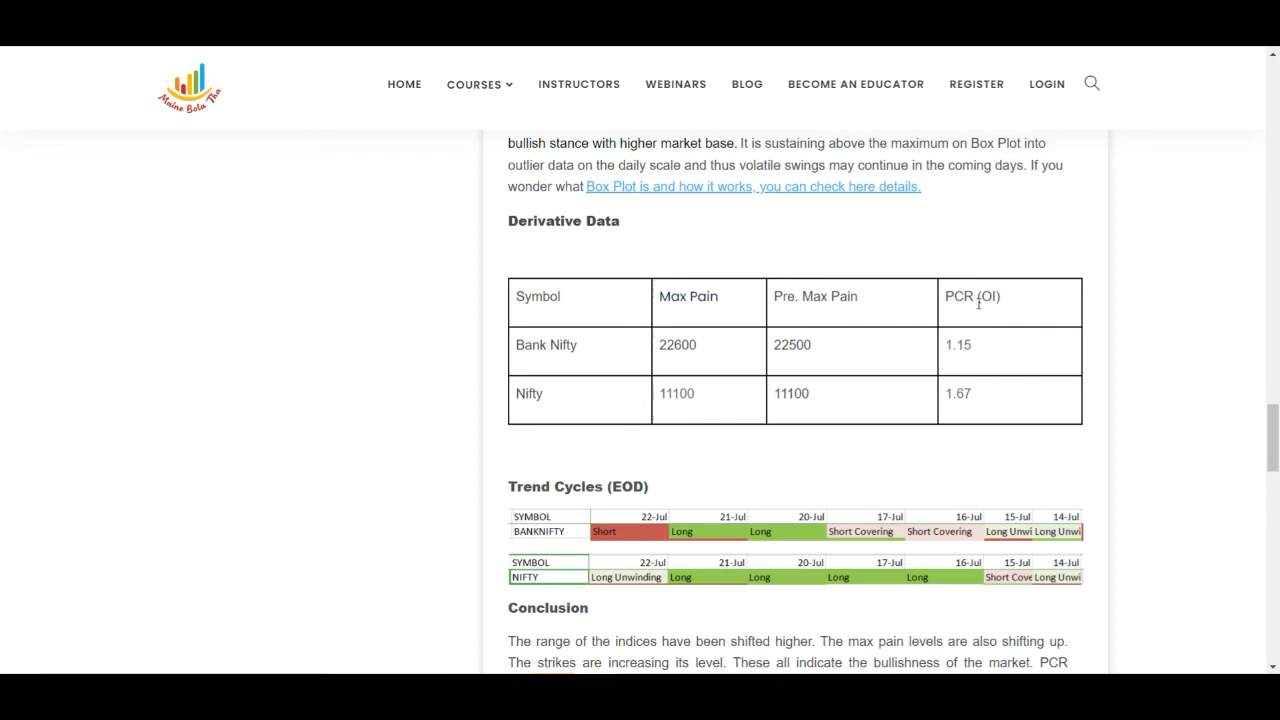 Maine Bola Tha
HOME COURSES INSTRUCTORS WEBINARS BLOG BECOME AN EDUCATOR REGISTER LOGIN
bullish stance with higher market base. It is sustaining above the maximum on Box Plot into
outlier data on the daily scale and thus volatile swings may continue in the coming days. If you
wonder what Box Plot is and how it works, you can check here details.
Derivative Data
Symbol Max Pain Pre. Max Pain PCR (OI)
Bank Nifty 22600 22500 1.15
Nifty 11100 11100 1.67
Trend Cycles (EOD)
SYMBOL 22-Jul 21-Jul 20-Jul 17-Jul 16-Jul 15-Jul 14-Jul
BANKNIFTY Short Long Long Short Covering Short Covering Long Unwi Long Unwi
SYMBOL 22-Jul 21-Jul 20-Jul 17-Jul 16-Jul 15-Jul 14-Jul
NIFTY Long Unwinding Long Long Long Long Short Cove Long Unwi
Conclusion
The range of the indices have been shifted higher. The max pain levels are also shifting up.
The strikes are increasing its level. These all indicate the bullishness of the market. PCR